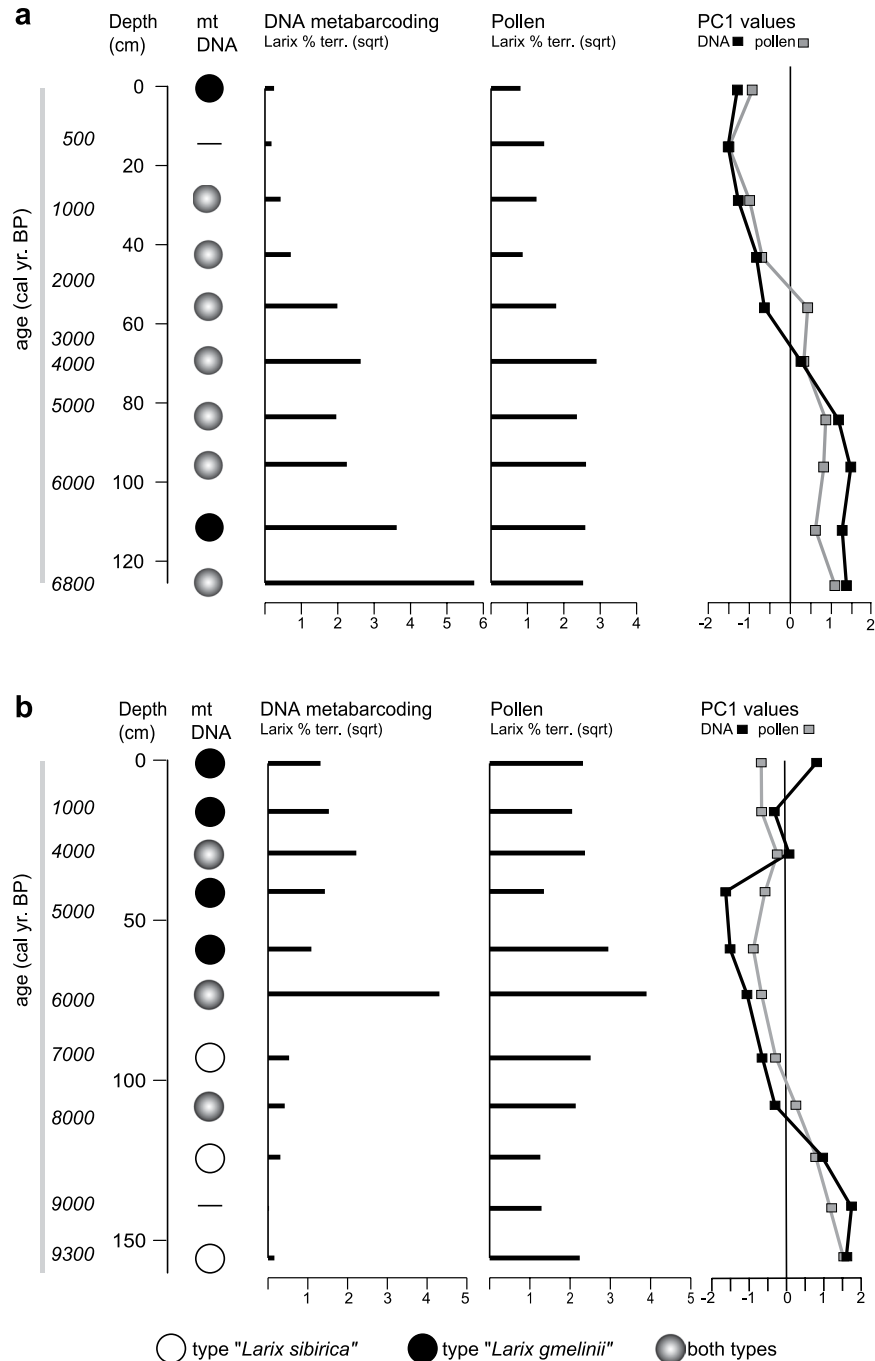 a
Depth (cm)
mt DNA
DNA metabarcoding
Larix % terr. (sqrt)
Pollen
Larix % terr. (sqrt)
PC1 values
DNA pollen
age (cal yr. BP)
500
1000
2000
3000
4000
5000
6000
6800
0
20
40
60
80
100
120
1 2 3 4 5 6
1 2 3 4
-2 -1 0 1 2
b
Depth (cm)
mt DNA
DNA metabarcoding
Larix % terr. (sqrt)
Pollen
Larix % terr. (sqrt)
PC1 values
DNA pollen
age (cal yr. BP)
1000
4000
5000
6000
7000
8000
9000
9300
0
50
100
150
1 2 3 4 5
1 2 3 4 5
-2 -1 0 1 2
type "Larix sibirica" type "Larix gmelinii" both types